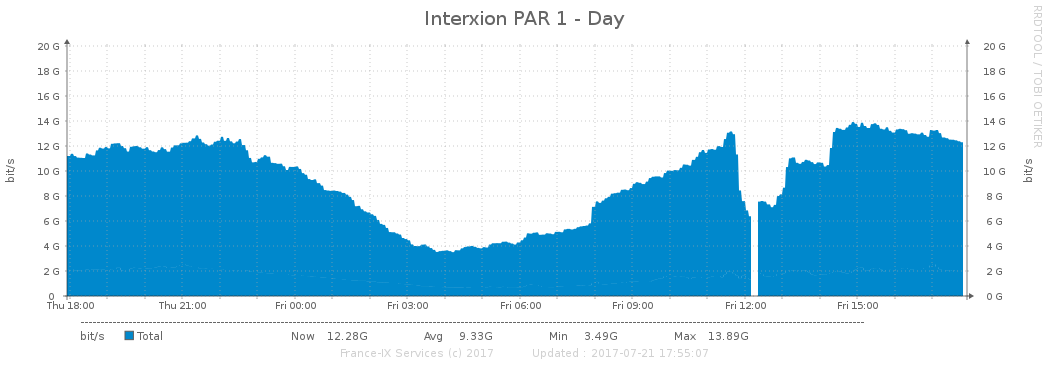 Interxion PAR 1 - Day
RRDTOOL / TOBI OETIKER
bit/s
20 G 20 G
18 G 18 G
16 G 16 G
14 G 14 G
12 G 12 G
10 G 10 G
8 G 8 G
6 G 6 G
4 G 4 G
2 G 2 G
0 0 G
bit/s
Thu 18:00 Thu 21:00 Fri 00:00 Fri 03:00 Fri 06:00 Fri 09:00 Fri 12:00 Fri 15:00
bit/s Total Now 12.28G Avg 9.33G Min 3.49G Max 13.89G
France-IX Services (c) 2017 Updated : 2017-07-21 17:55:07